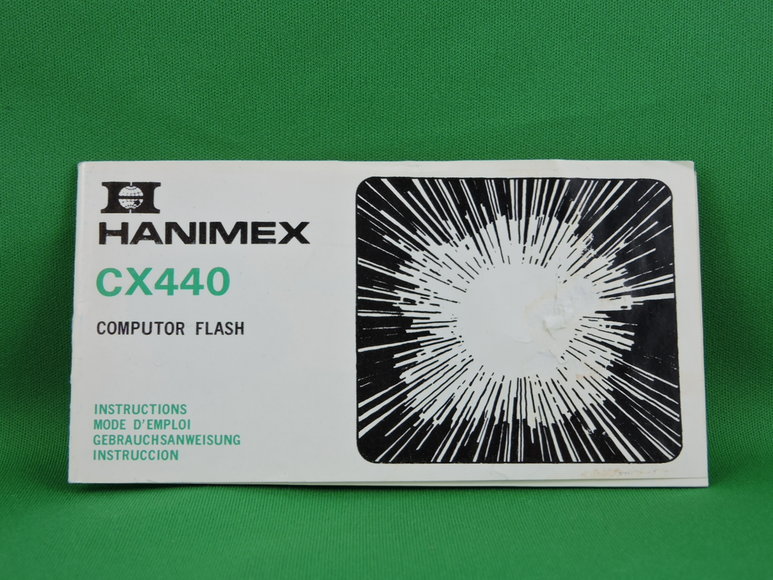 HANIMEX
CX440
COMPUTOR FLASH
INSTRUCTIONS
MODE D'EMPLOI
GEBRAUCHSANWEISUNG
INSTRUCCION